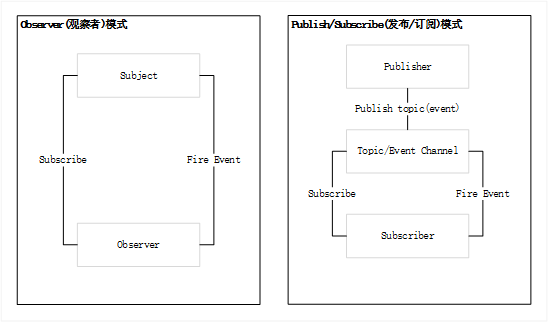 Observer(观察者)模式
Subject
Subscribe
Fire Event
Observer
Publish/Subscribe(发布/订阅)模式
Publisher
Publish topic(event)
Topic/Event Channel
Subscribe
Fire Event
Subscriber